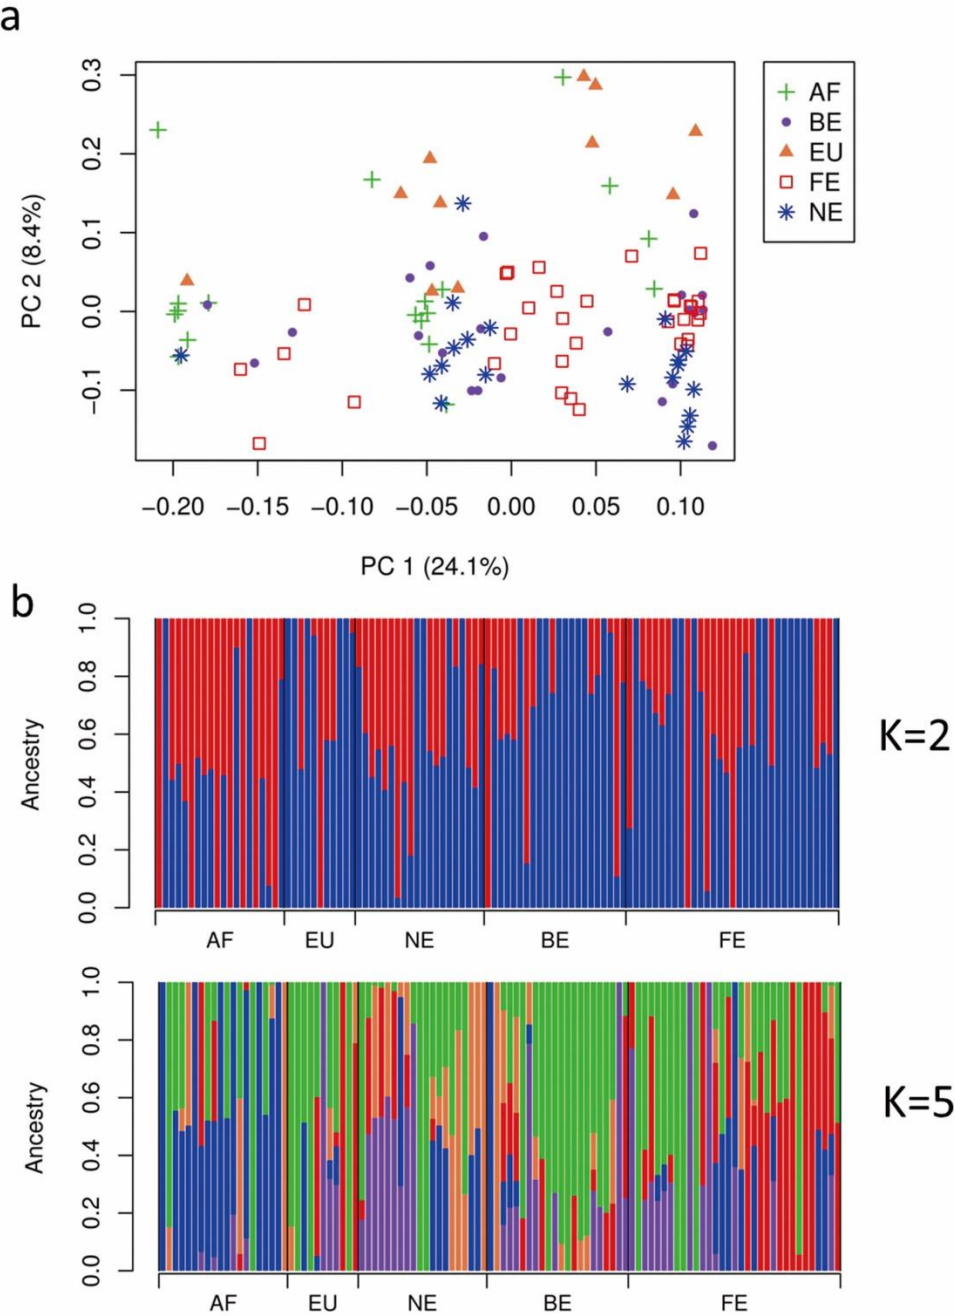 a
PC 2 (8.4%)
0.3
0.2
0.1
0.0
−0.1
−0.20 −0.15 −0.10 −0.05 0.00 0.05 0.10
PC 1 (24.1%)
AF
BE
EU
FE
NE
b
Ancestry
1.0
0.8
0.6
0.4
0.2
0.0
AF EU NE BE FE
K=2
Ancestry
1.0
0.8
0.6
0.4
0.2
0.0
AF EU NE BE FE
K=5